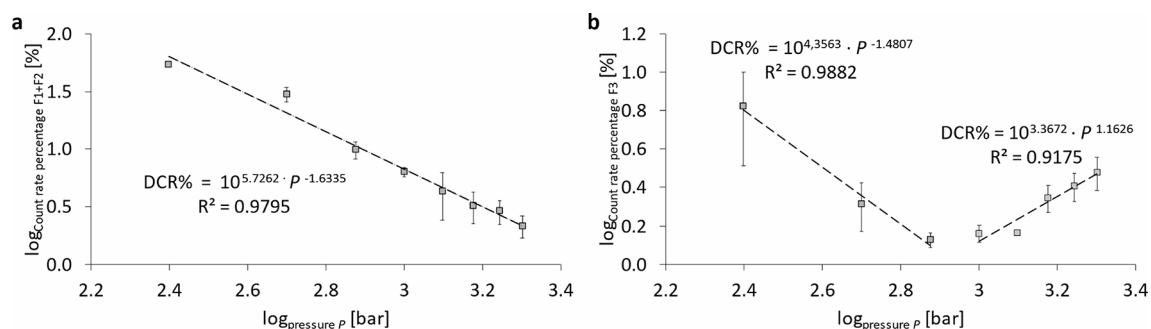 a
2.0
1.5
1.0
0.5
0.0
2.2 2.4 2.6 2.8 3 3.2 3.4
logCount rate percentage F1+F2 [%]
logpressure P [bar]
DCR% = 10^5.7262 · P^-1.6335
R² = 0.9795
b
1.2
1.0
0.8
0.6
0.4
0.2
0.0
2.2 2.4 2.6 2.8 3 3.2 3.4
logCount rate percentage F3 [%]
logpressure P [bar]
DCR% = 10^4,3563 · P^-1.4807
R² = 0.9882
DCR% = 10^3.3672 · P^1.1626
R² = 0.9175